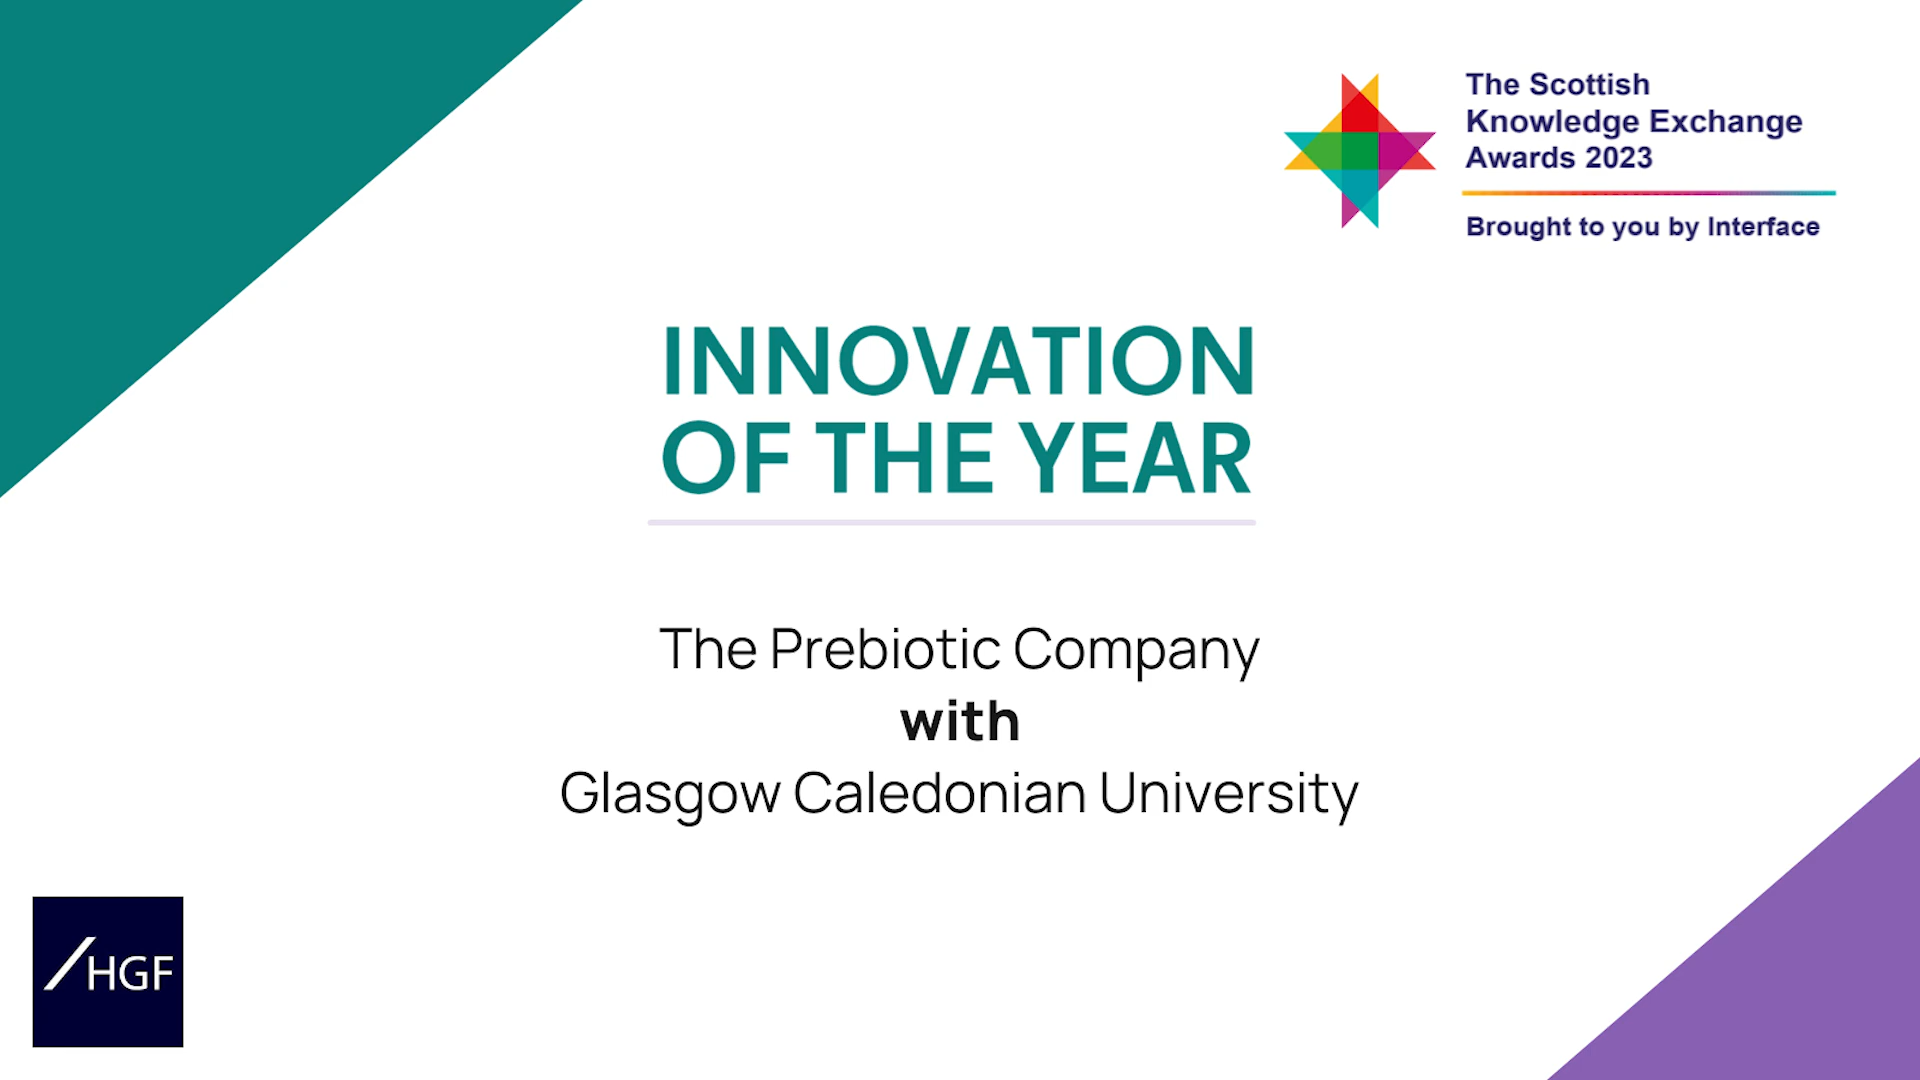 The Scottish
Knowledge Exchange
Awards 2023
Brought to you by Interface
INNOVATION
OF THE YEAR
The Prebiotic Company
with
Glasgow Caledonian University
HGF